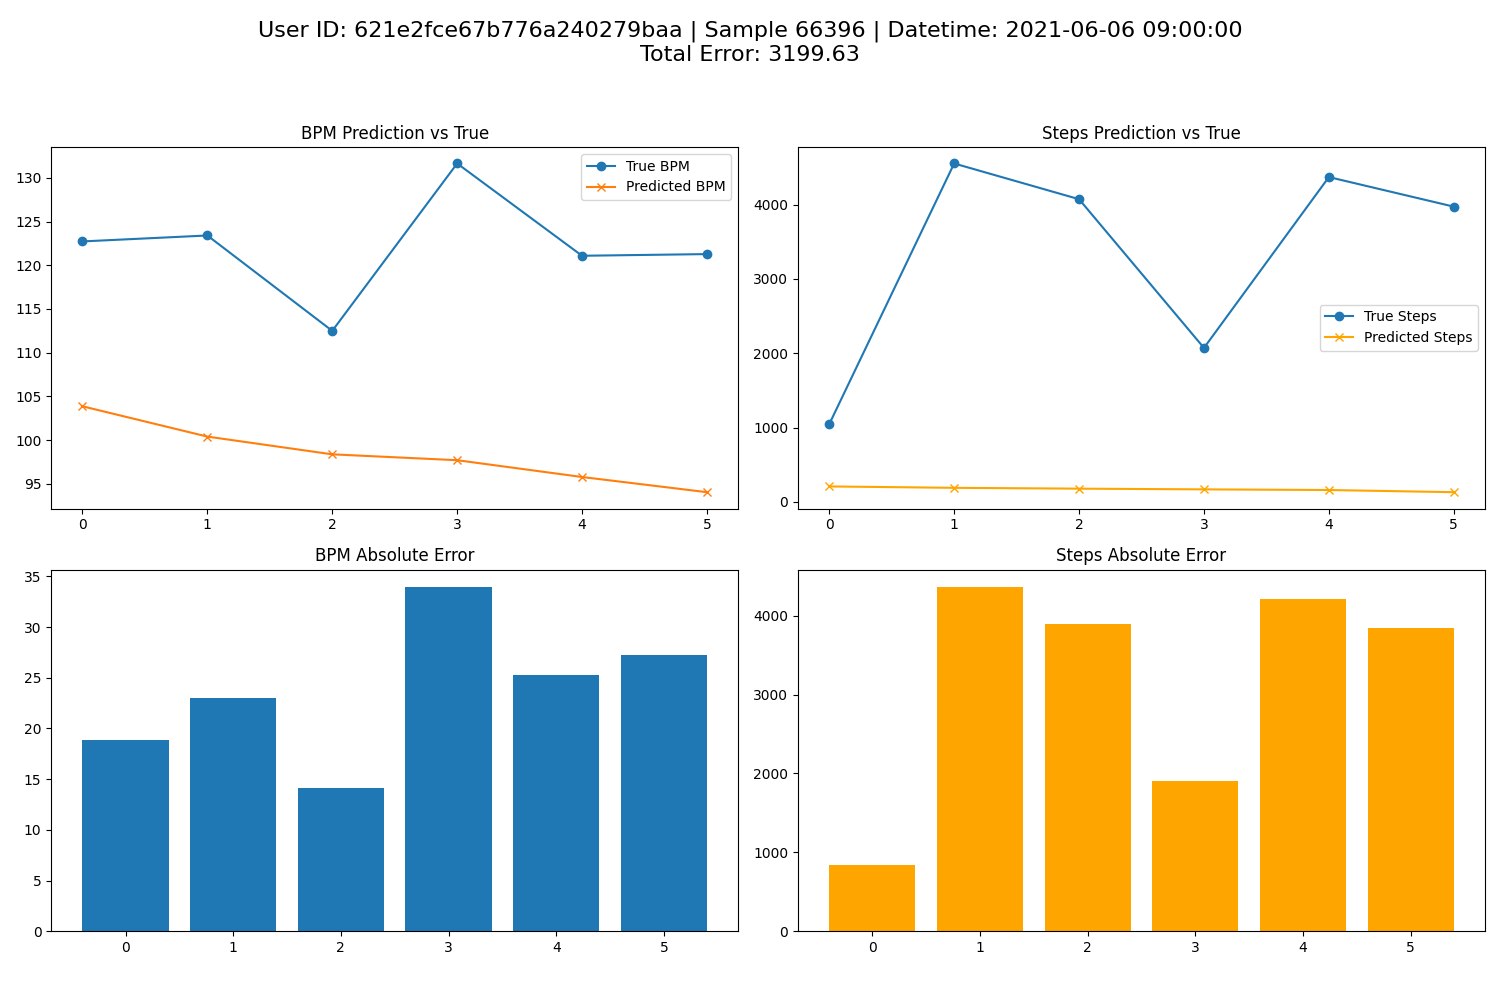 User ID: 621e2fce67b776a240279baa | Sample 66396 | Datetime: 2021-06-06 09:00:00
Total Error: 3199.63
BPM Prediction vs True
True BPM
Predicted BPM
130
125
120
115
110
105
100
95
0 1 2 3 4 5
Steps Prediction vs True
True Steps
Predicted Steps
4000
3000
2000
1000
0
0 1 2 3 4 5
BPM Absolute Error
35
30
25
20
15
10
5
0
0 1 2 3 4 5
Steps Absolute Error
4000
3000
2000
1000
0
0 1 2 3 4 5